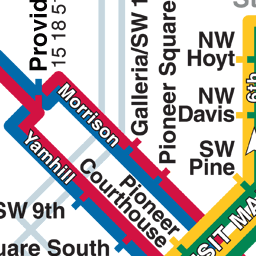 Provid
15 18 5
Galleria/SW 1
Pioneer Square
NW
Hoyt
NW
Davis
SW
Pine
6th
Morrison
Yamhill
Pioneer
Courthouse
SW 9th
uare South
SIT MA